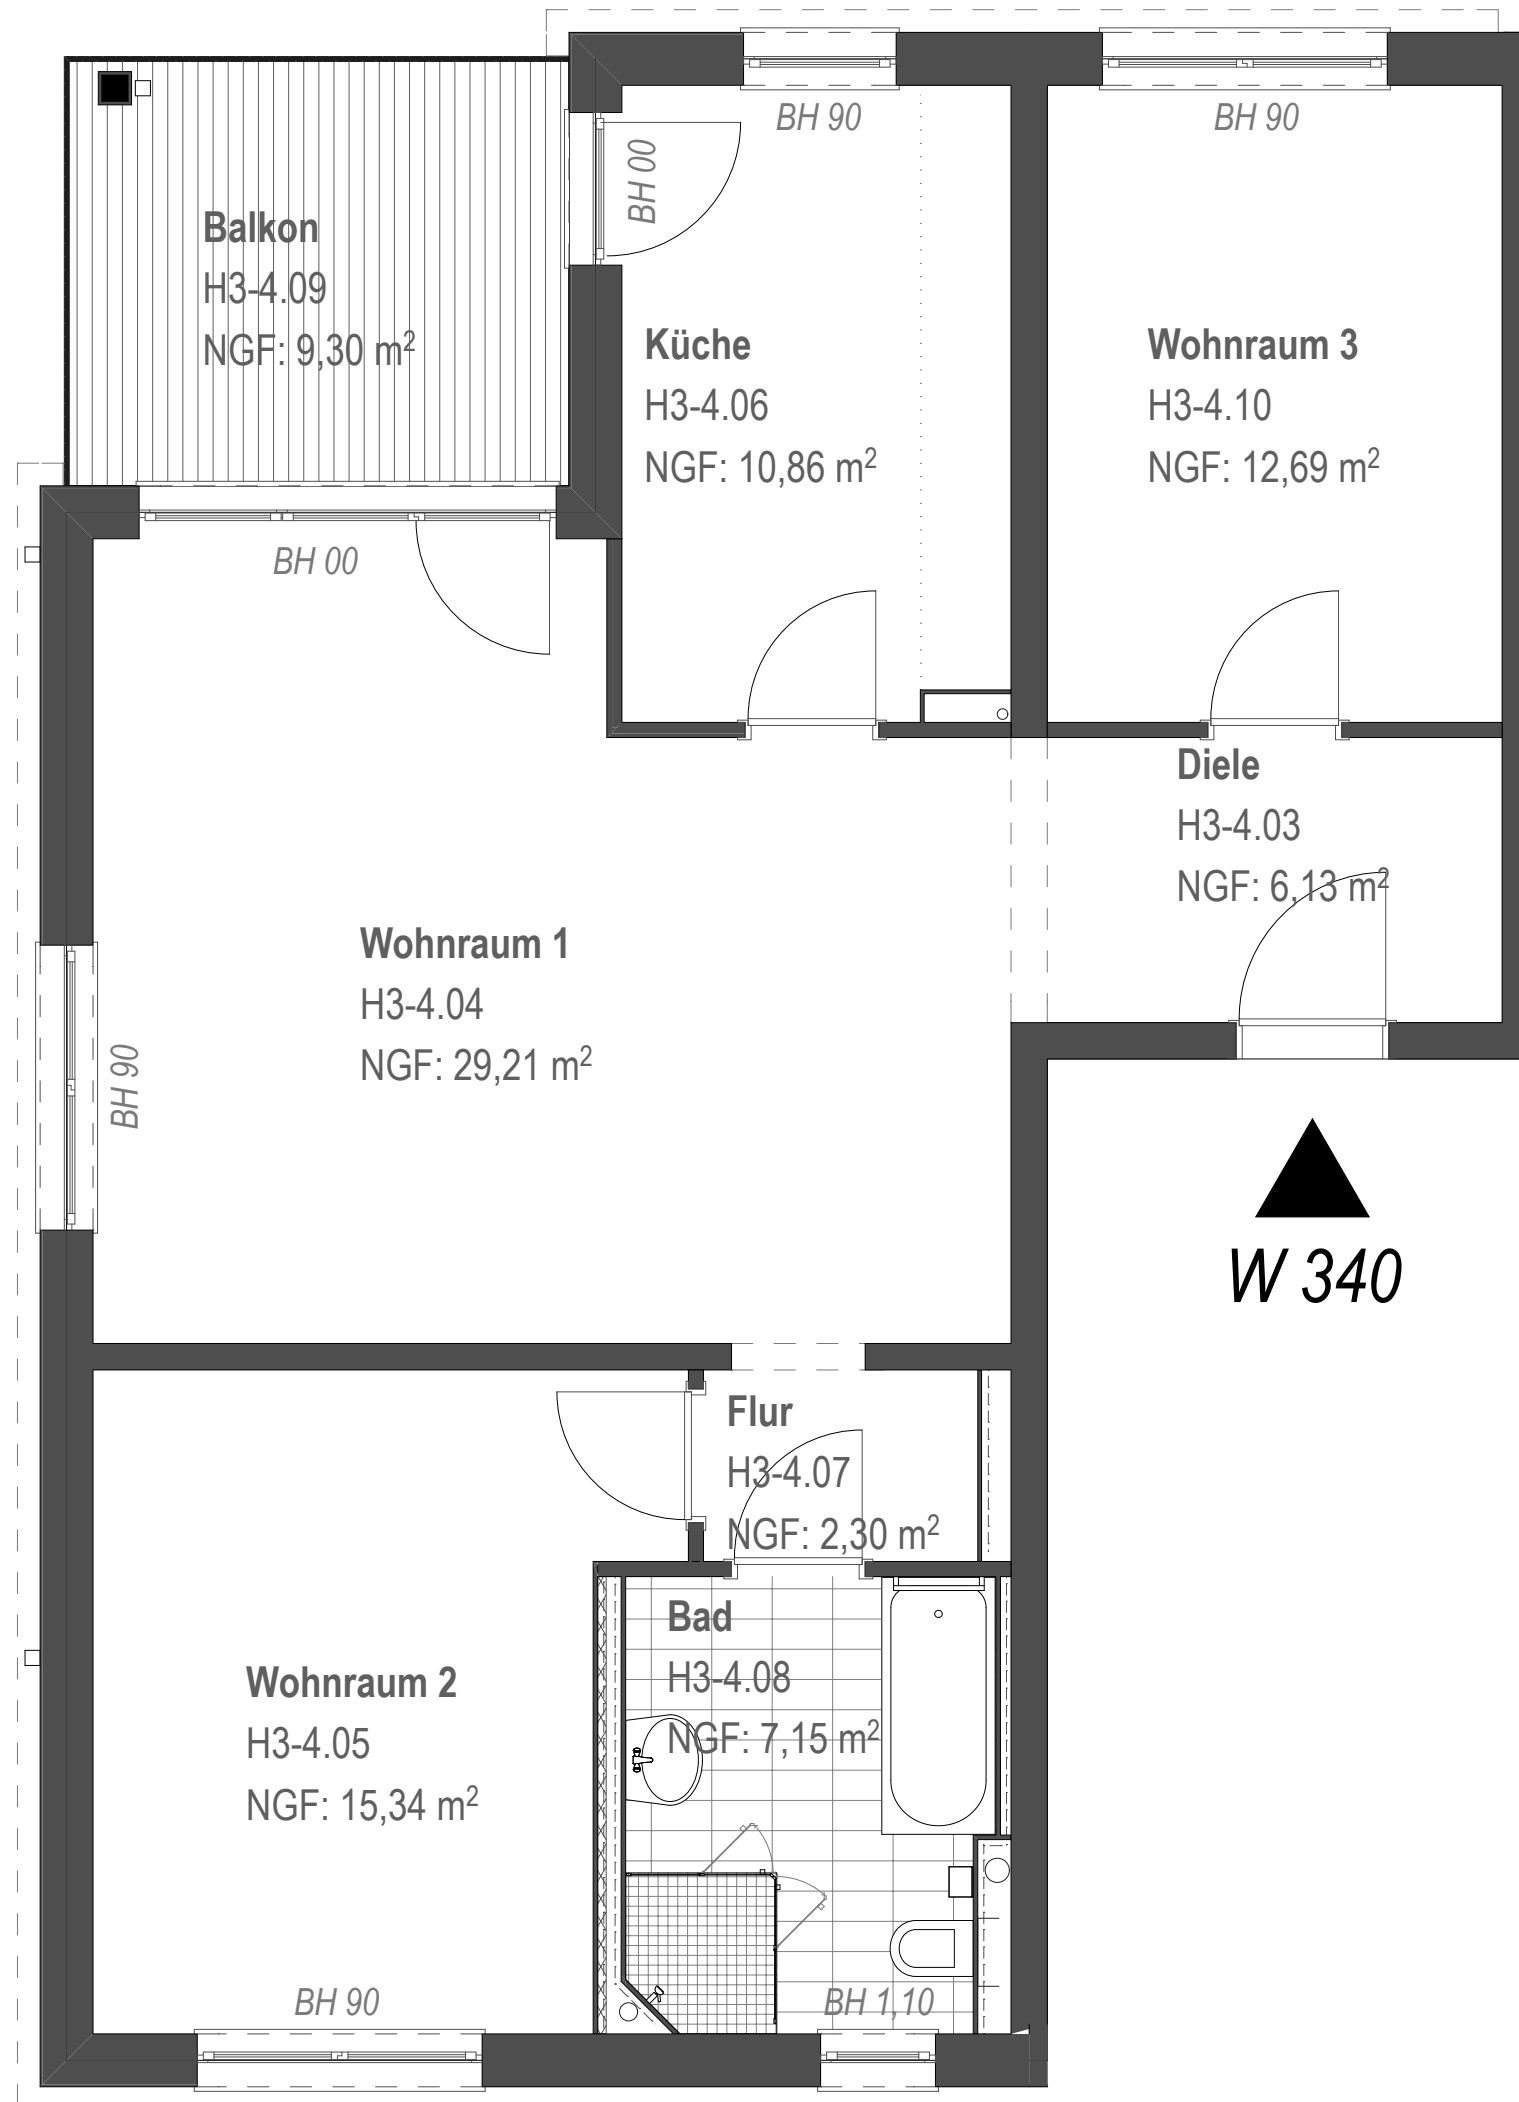 BH 90
BH 90
BH 00
Balkon
H3-4.09
NGF: 9,30 m²
Küche
H3-4.06
NGF: 10,86 m²
Wohnraum 3
H3-4.10
NGF: 12,69 m²
BH 00
Diele
H3-4.03
NGF: 6,13 m²
Wohnraum 1
H3-4.04
NGF: 29,21 m²
BH 90
W 340
Flur
H3-4.07
NGF: 2,30 m²
Bad
H3-4.08
NGF: 7,15 m²
Wohnraum 2
H3-4.05
NGF: 15,34 m²
BH 90
BH 1,10